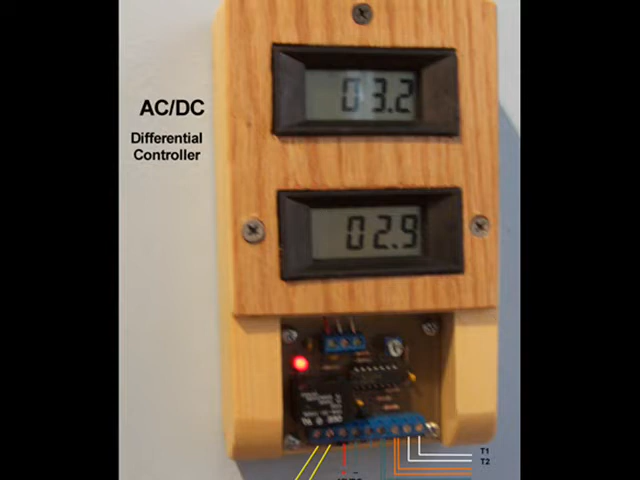 AC/DC
Differential
Controller
03.2
02.9
T1
T2